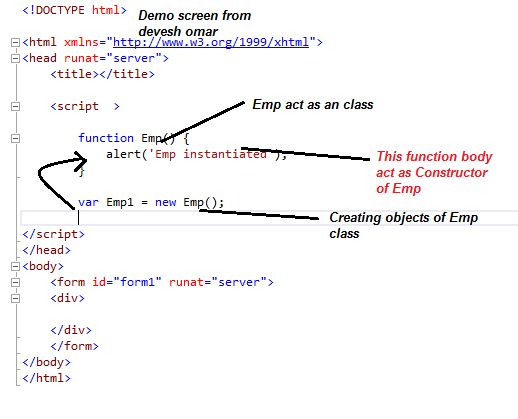 <!DOCTYPE html>
Demo screen from
devesh omar
<html xmlns="http://www.w3.org/1999/xhtml">
<head runat="server">
<title></title>
<script  >
Emp act as an class
function Emp() {
alert('Emp instantiated');
This function body
act as Constructor
of Emp
}
var Emp1 = new Emp();
Creating objects of Emp
class
</script>
</head>
<body>
<form id="form1" runat="server">
<div>
</div>
</form>
</body>
</html>